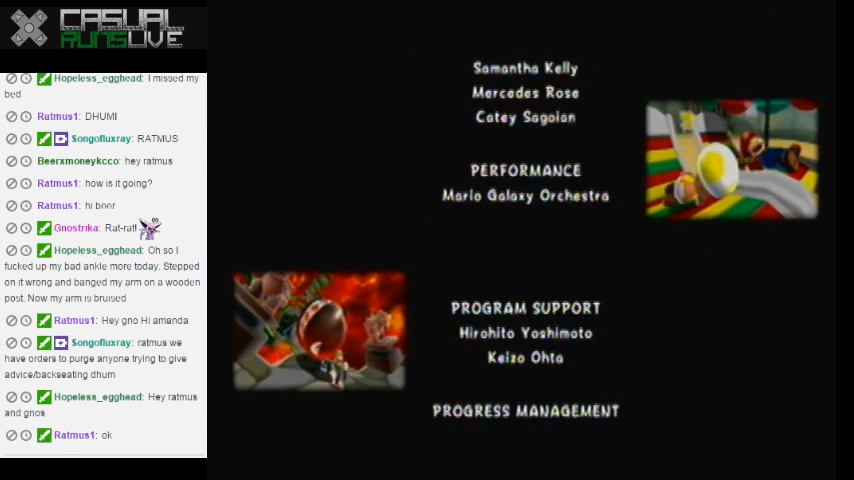 CASUAL
RUNSLIVE
Hopeless_egghead: I missed my
bed
Ratmus1: DHUM!
Songofluxray: RATMUS
Beerxmoneykcco: hey ratmus
Ratmus1: how is it going?
Ratmus1: hi beer
Gnostrika: Rat-rat!
Hopeless_egghead: Oh so I
fucked up my bad ankle more today. Stepped
on it wrong and banged my arm on a wooden
post. Now my arm is bruised
Ratmus1: Hey gno Hi amanda
Songofluxray: ratmus we
have orders to purge anyone trying to give
advice/backseating dhum
Hopeless_egghead: Hey ratmus
and gnos
Ratmus1: ok
Samantha Kelly
Mercedes Rose
Catey Sagoian
PERFORMANCE
Mario Galaxy Orchestra
PROGRAM SUPPORT
Hirohito Yoshimoto
Keizo Ohta
PROGRESS MANAGEMENT